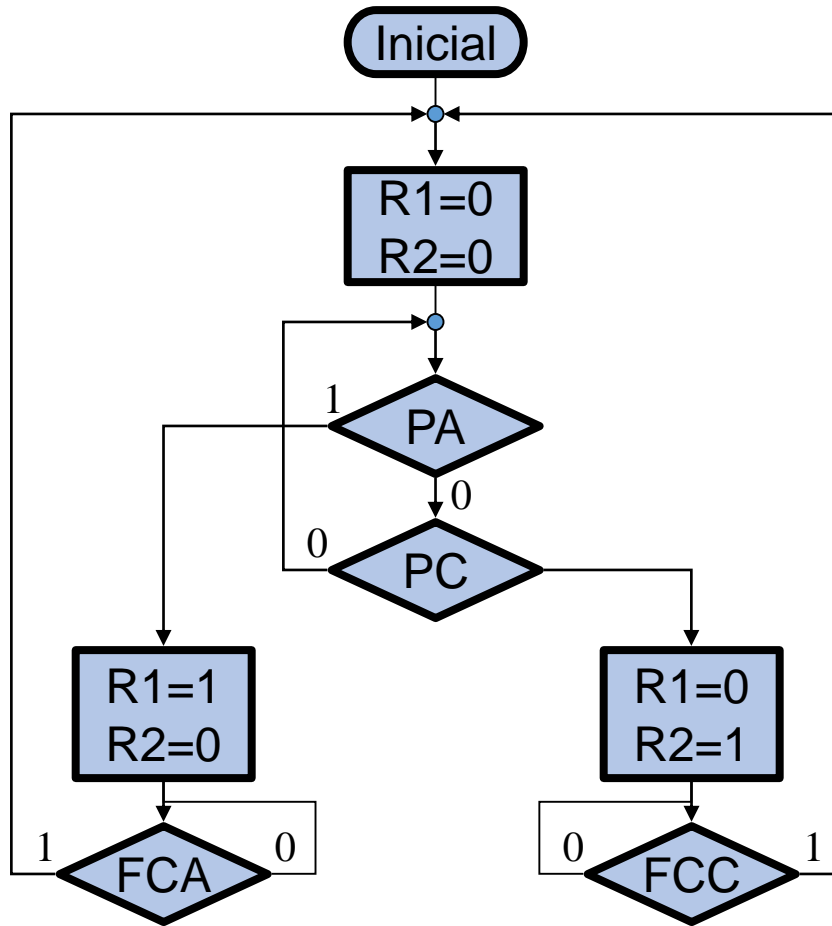 Inicial
R1=0
R2=0
1
PA
0
0
PC
R1=1
R2=0
R1=0
R2=1
1
FCA
0
0
FCC
1